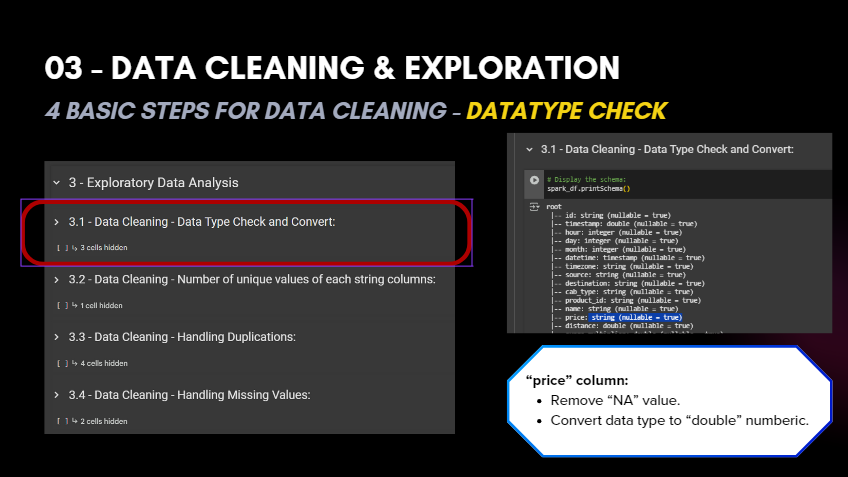 03 - DATA CLEANING & EXPLORATION
4 BASIC STEPS FOR DATA CLEANING - DATATYPE CHECK
3 - Exploratory Data Analysis
3.1 - Data Cleaning - Data Type Check and Convert:
[ ] ↳ 3 cells hidden
3.2 - Data Cleaning - Number of unique values of each string columns:
[ ] ↳ 1 cell hidden
3.3 - Data Cleaning - Handling Duplications:
[ ] ↳ 4 cells hidden
3.4 - Data Cleaning - Handling Missing Values:
[ ] ↳ 2 cells hidden
3.1 - Data Cleaning - Data Type Check and Convert:
# Display the schema:
spark_df.printSchema()
root
|-- id: string (nullable = true)
|-- timestamp: double (nullable = true)
|-- hour: integer (nullable = true)
|-- day: integer (nullable = true)
|-- month: integer (nullable = true)
|-- datetime: timestamp (nullable = true)
|-- timezone: string (nullable = true)
|-- source: string (nullable = true)
|-- destination: string (nullable = true)
|-- cab_type: string (nullable = true)
|-- product_id: string (nullable = true)
|-- name: string (nullable = true)
|-- price: string (nullable = true)
|-- distance: double (nullable = true)
“price” column:
• Remove “NA” value.
• Convert data type to “double” numberic.